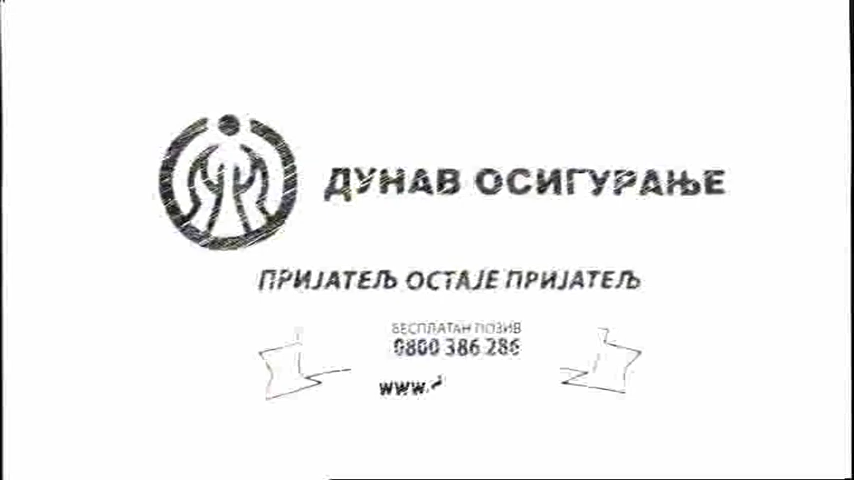 ДУНАВ ОСИГУРАЊЕ
ПРИЈАТЕЉ ОСТАЈЕ ПРИЈАТЕЉ
БЕСПЛАТАН ПОЗИВ
0800 386 286
www.